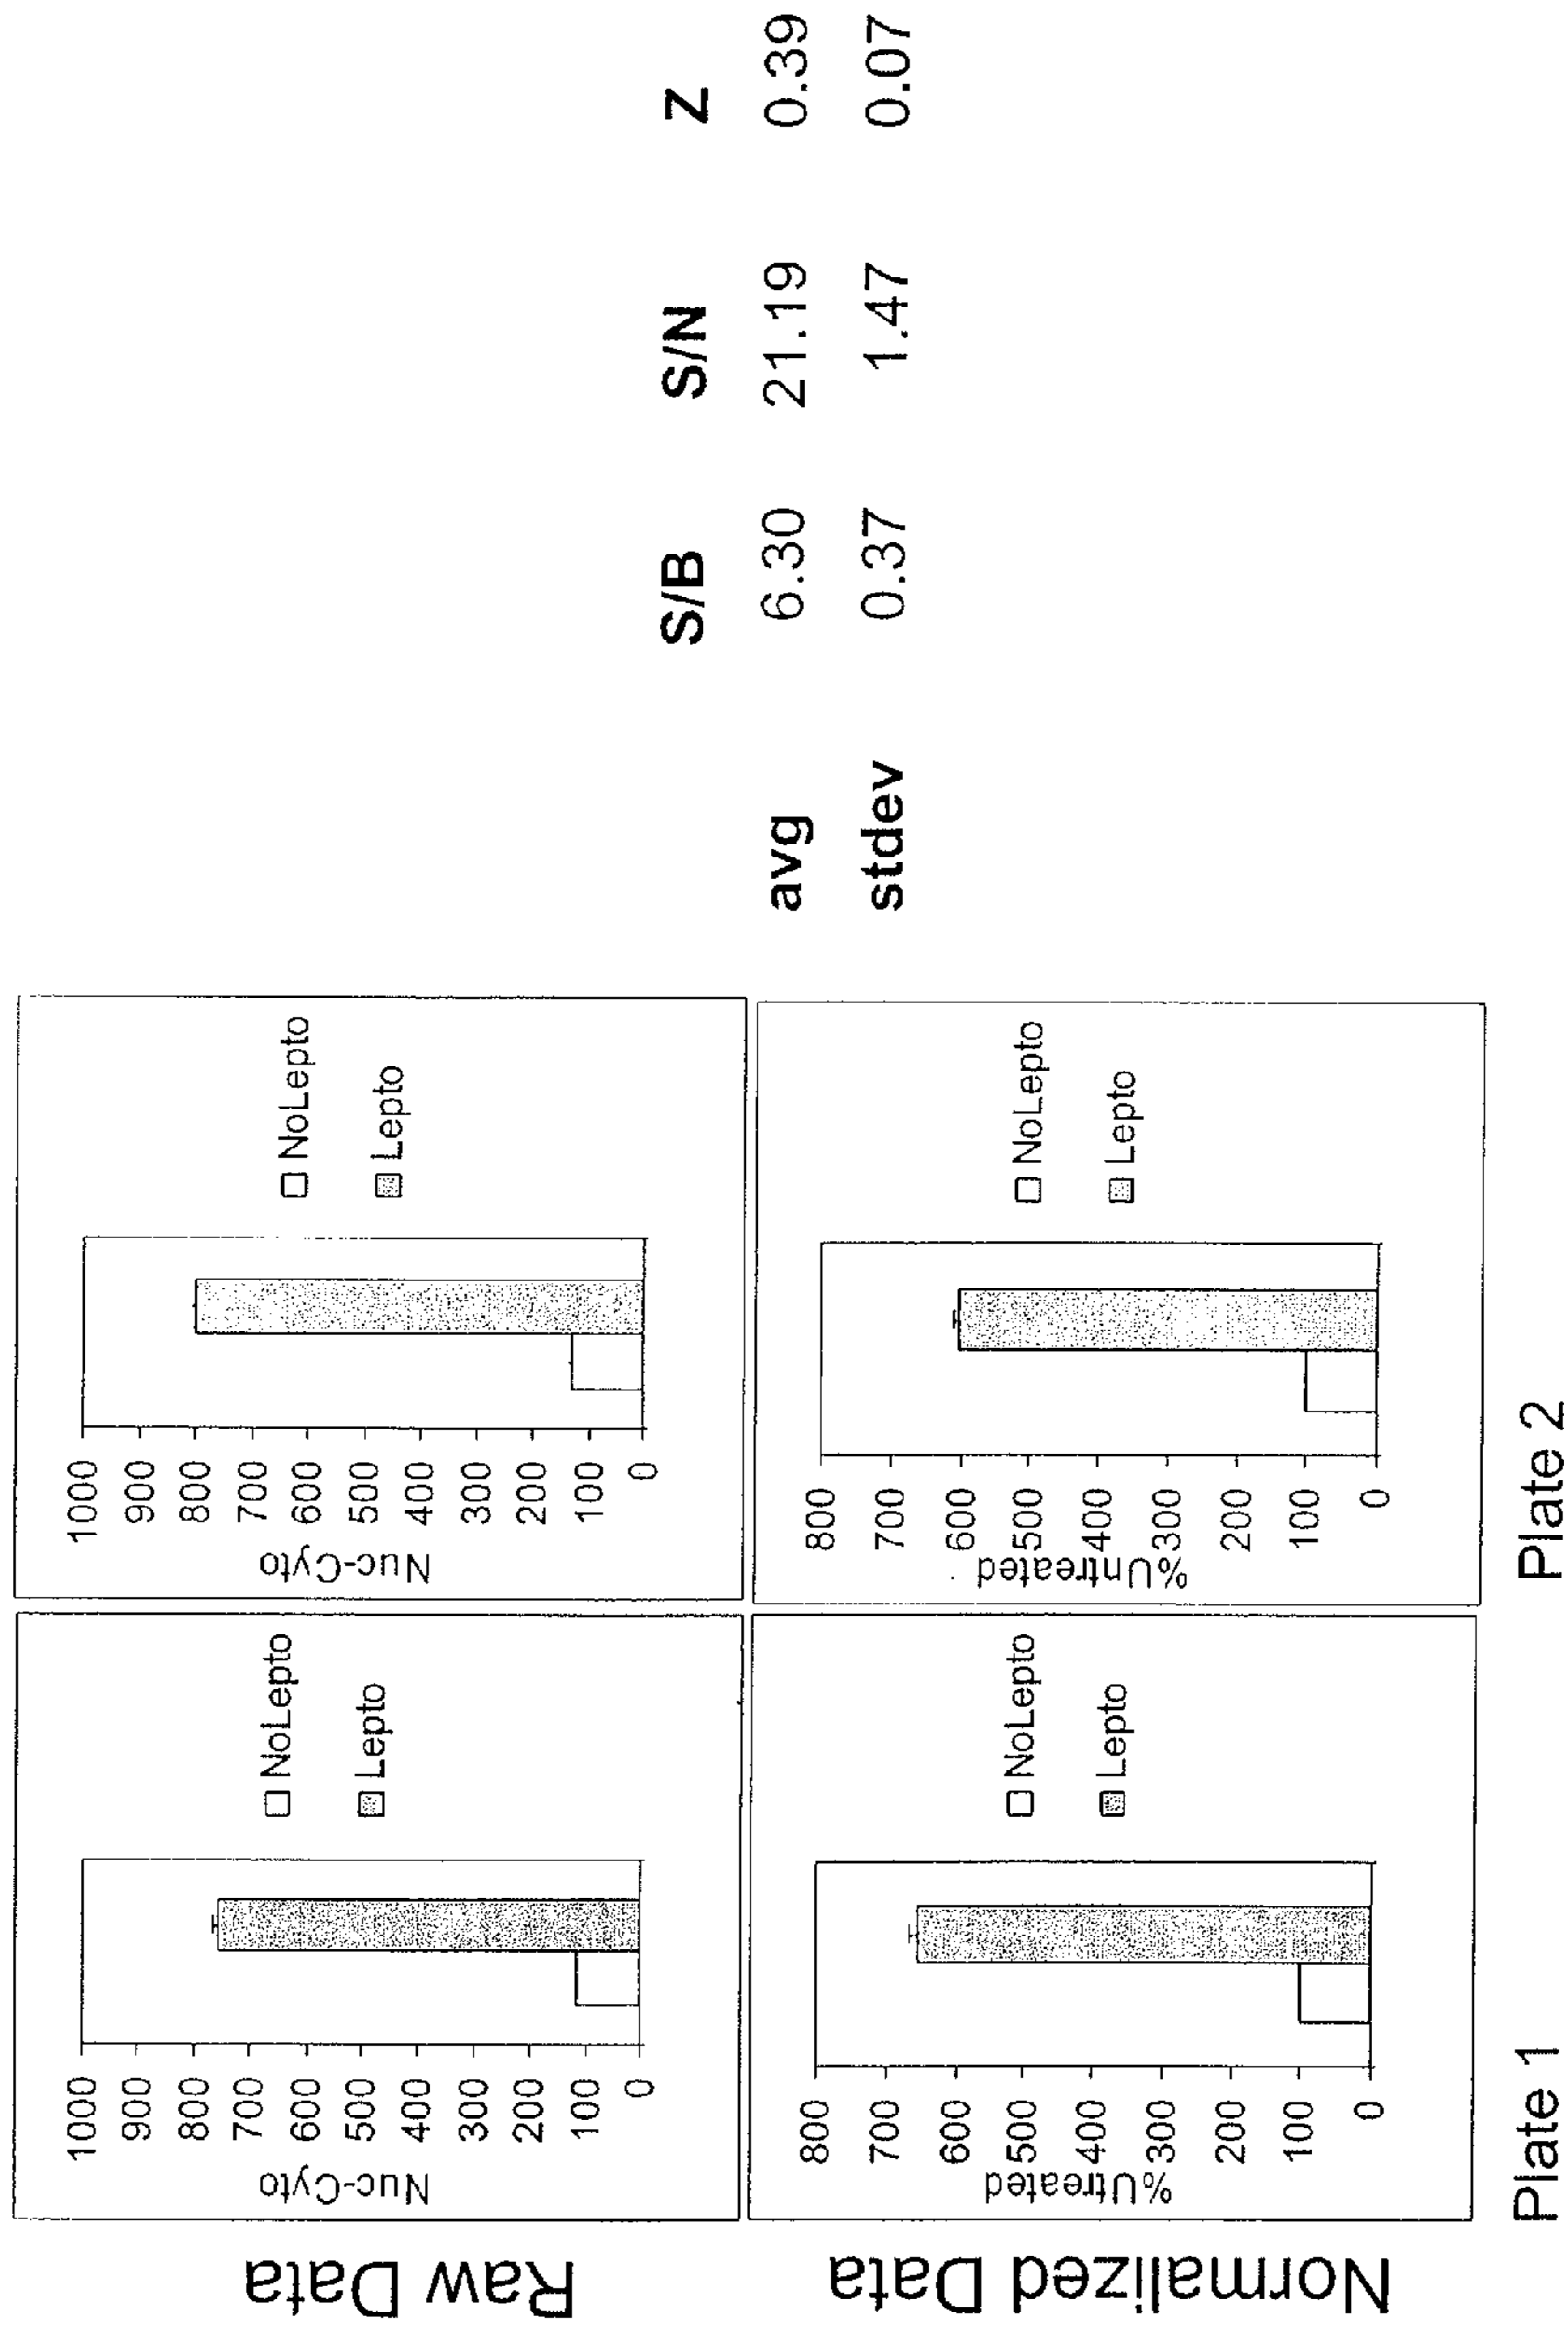 Raw Data
Nuc-Cyto
1000
900
800
700
600
500
400
300
200
100
0
NoLepto
Lepto
Nuc-Cyto
1000
900
800
700
600
500
400
300
200
100
0
NoLepto
Lepto
Normalized Data
%Utreated
800
700
600
500
400
300
200
100
0
NoLepto
Lepto
%Untreated
800
700
600
500
400
300
200
100
0
NoLepto
Lepto
Plate 1
Plate 2
S/B S/N Z
avg 6.30 21.19 0.39
stdev 0.37 1.47 0.07